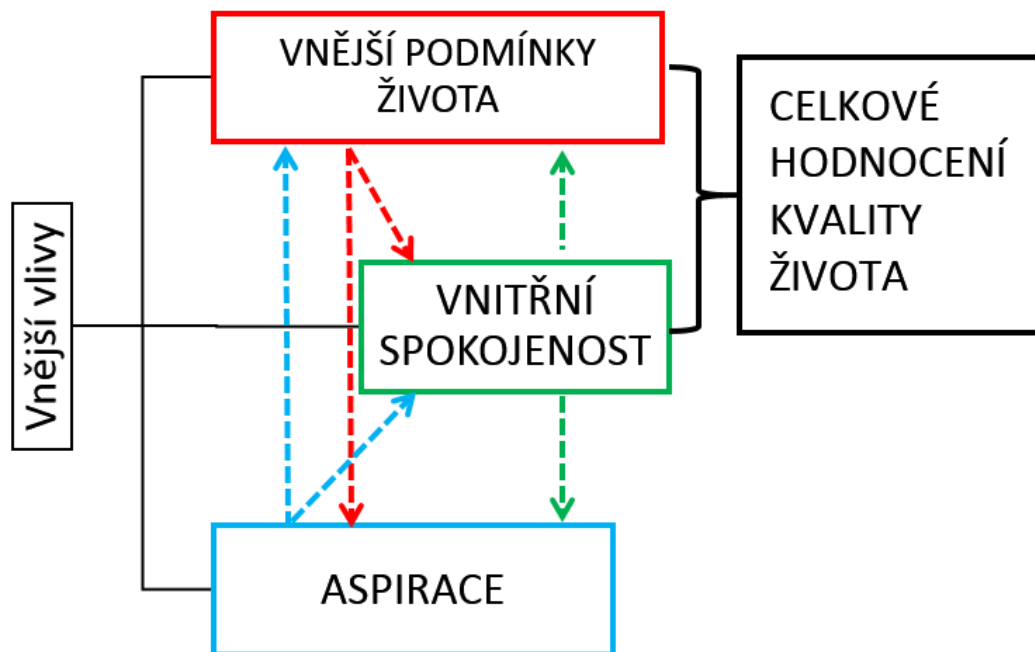 VNĚJŠÍ PODMÍNKY
ŽIVOTA
CELKOVÉ
HODNOCENÍ
KVALITY
ŽIVOTA
Vnější vlivy
VNITŘNÍ
SPOKOJENOST
ASPIRACE